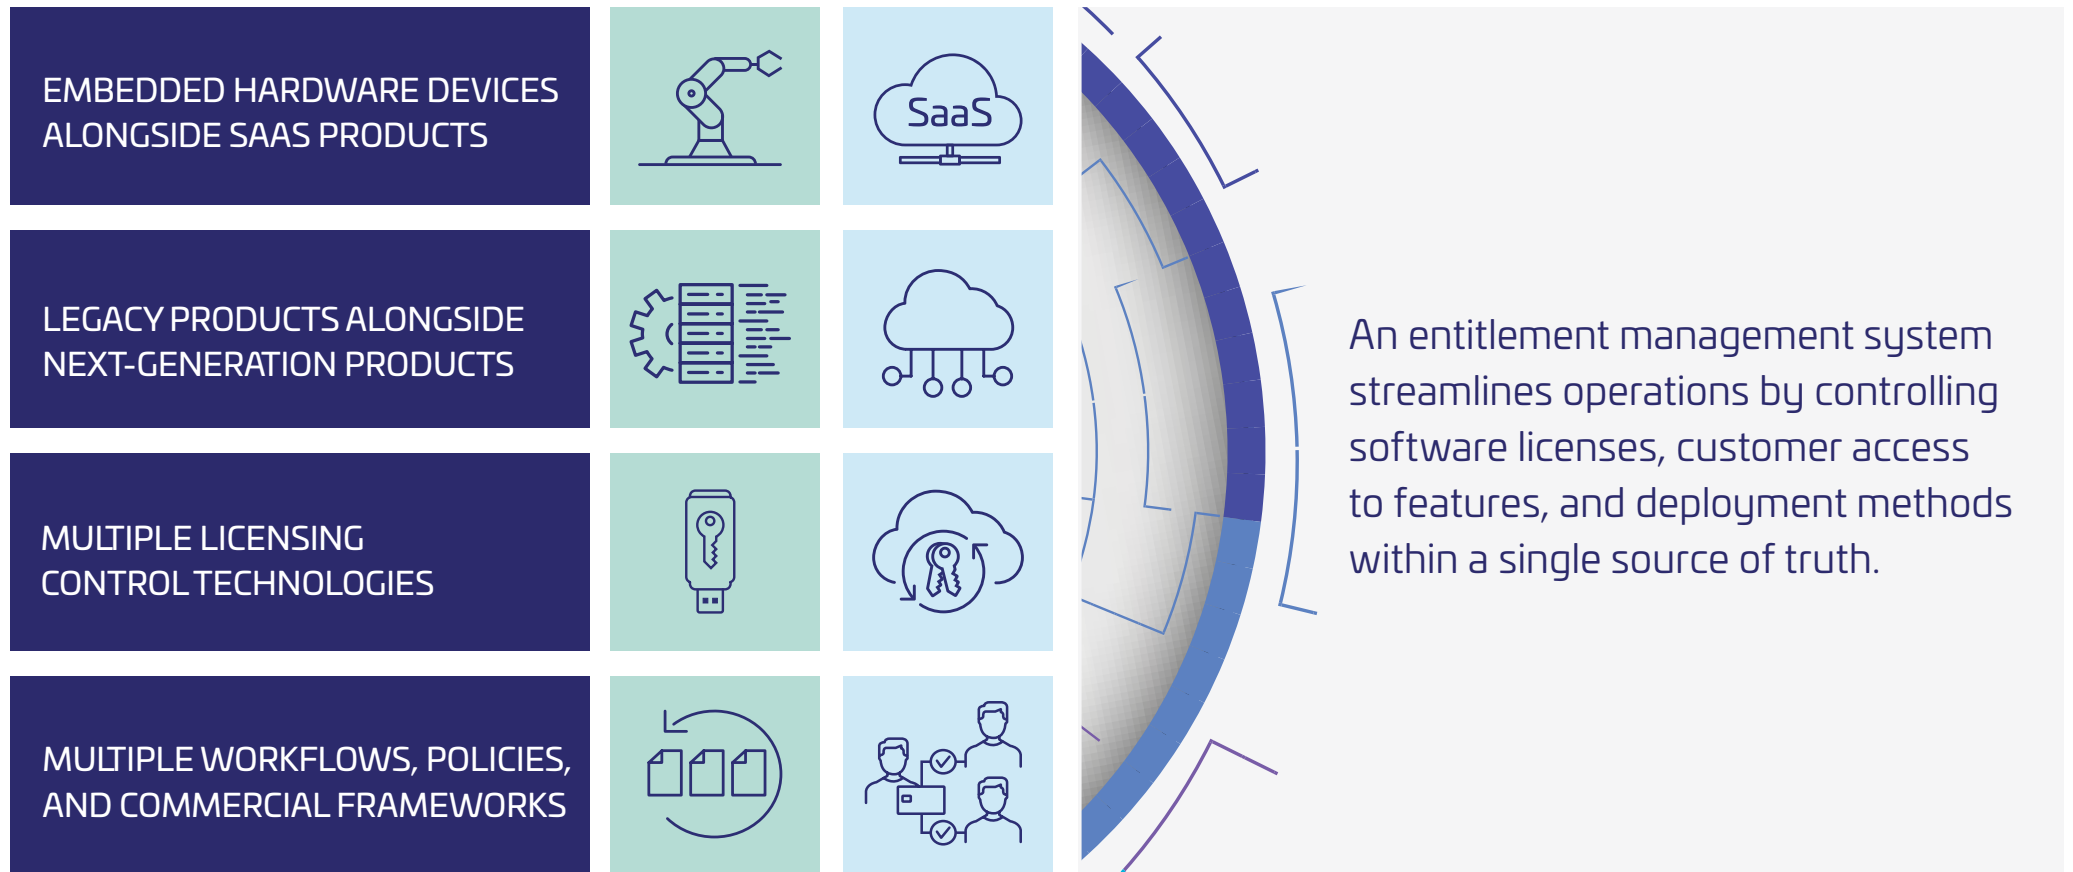 EMBEDDED HARDWARE DEVICES
ALONGSIDE SAAS PRODUCTS
SaaS
LEGACY PRODUCTS ALONGSIDE
NEXT-GENERATION PRODUCTS
MULTIPLE LICENSING
CONTROL TECHNOLOGIES
MULTIPLE WORKFLOWS, POLICIES,
AND COMMERCIAL FRAMEWORKS
An entitlement management system
streamlines operations by controlling
software licenses, customer access
to features, and deployment methods
within a single source of truth.